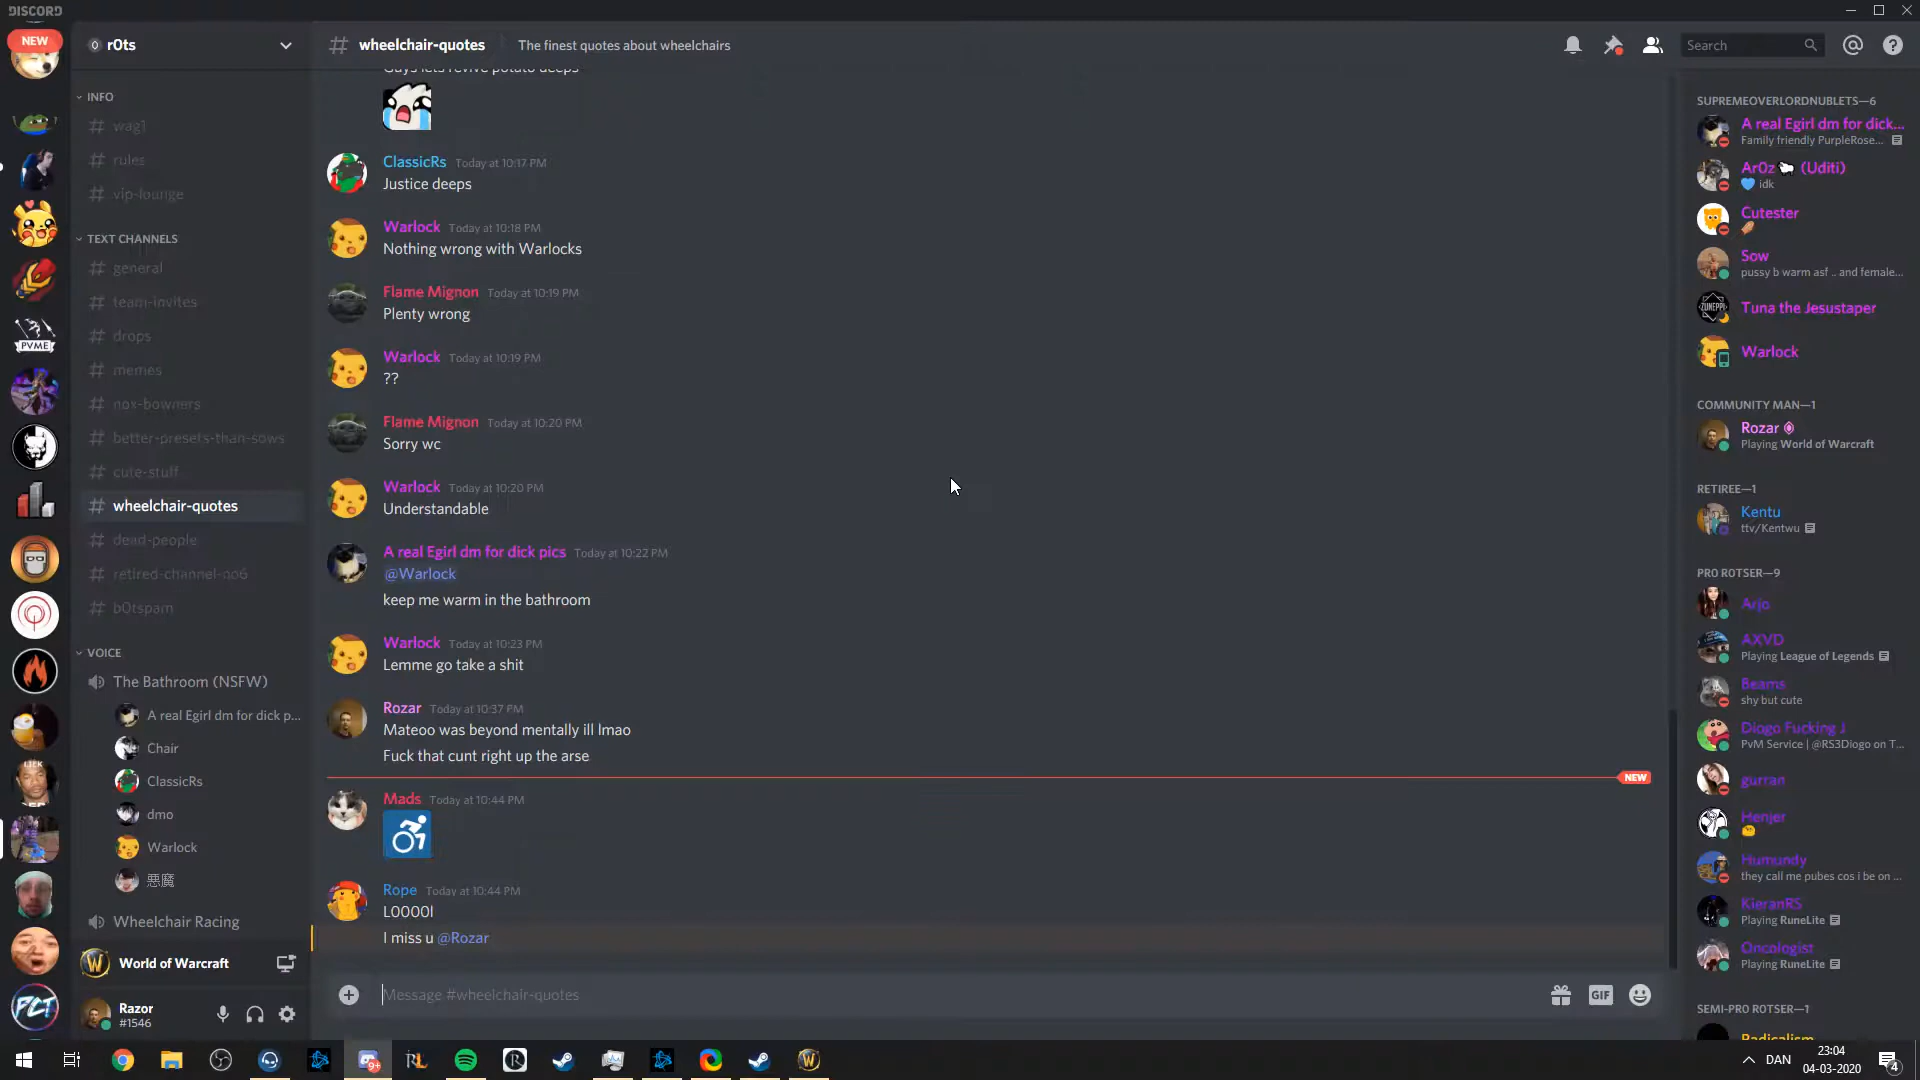 DISCORD
NEW
r0ts
INFO
wag1
rules
vip-lounge
TEXT CHANNELS
general
team-invites
drops
memes
nox-bowners
better-presets-than-sows
cute-stuff
wheelchair-quotes
dead-people
retired-channel-no6
b0tspam
VOICE
The Bathroom (NSFW)
A real Egirl dm for dick p...
Chair
ClassicRs
dmo
Warlock
悪魔
Wheelchair Racing
World of Warcraft
Razor
#1546
PVME
PCT
wheelchair-quotes The finest quotes about wheelchairs
Search
Guys lets revive potato deeps
ClassicRs Today at 10:17 PM
Justice deeps
Warlock Today at 10:18 PM
Nothing wrong with Warlocks
Flame Mignon Today at 10:19 PM
Plenty wrong
Warlock Today at 10:19 PM
??
Flame Mignon Today at 10:20 PM
Sorry wc
Warlock Today at 10:20 PM
Understandable
A real Egirl dm for dick pics Today at 10:22 PM
@Warlock
keep me warm in the bathroom
Warlock Today at 10:23 PM
Lemme go take a shit
Rozar Today at 10:37 PM
Mateoo was beyond mentally ill lmao
Fuck that cunt right up the arse
NEW
Mads Today at 10:44 PM
Rope Today at 10:44 PM
L0000l
I miss u @Rozar
Message #wheelchair-quotes
GIF
SUPREMEOVERLORDNUBLETS—6
A real Egirl dm for dick...
Family friendly PurpleRose...
Ar0z (Uditi)
idk
Cutester
Sow
pussy b warm asf .. and female...
Tuna the Jesustaper
Warlock
COMMUNITY MAN—1
Rozar
Playing World of Warcraft
RETIREE—1
Kentu
ttv/Kentwu
PRO ROTSER—9
Arjo
AXVD
Playing League of Legends
Beams
shy but cute
Diogo Fucking J
PvM Service | @RS3Diogo on T...
gurran
Henjer
Humundy
they call me pubes cos i be on ...
KieranRS
Playing RuneLite
Oncologist
Playing RuneLite
SEMI-PRO ROTSER—1
Radicalism
9+
DAN
23:04
04-03-2020
4